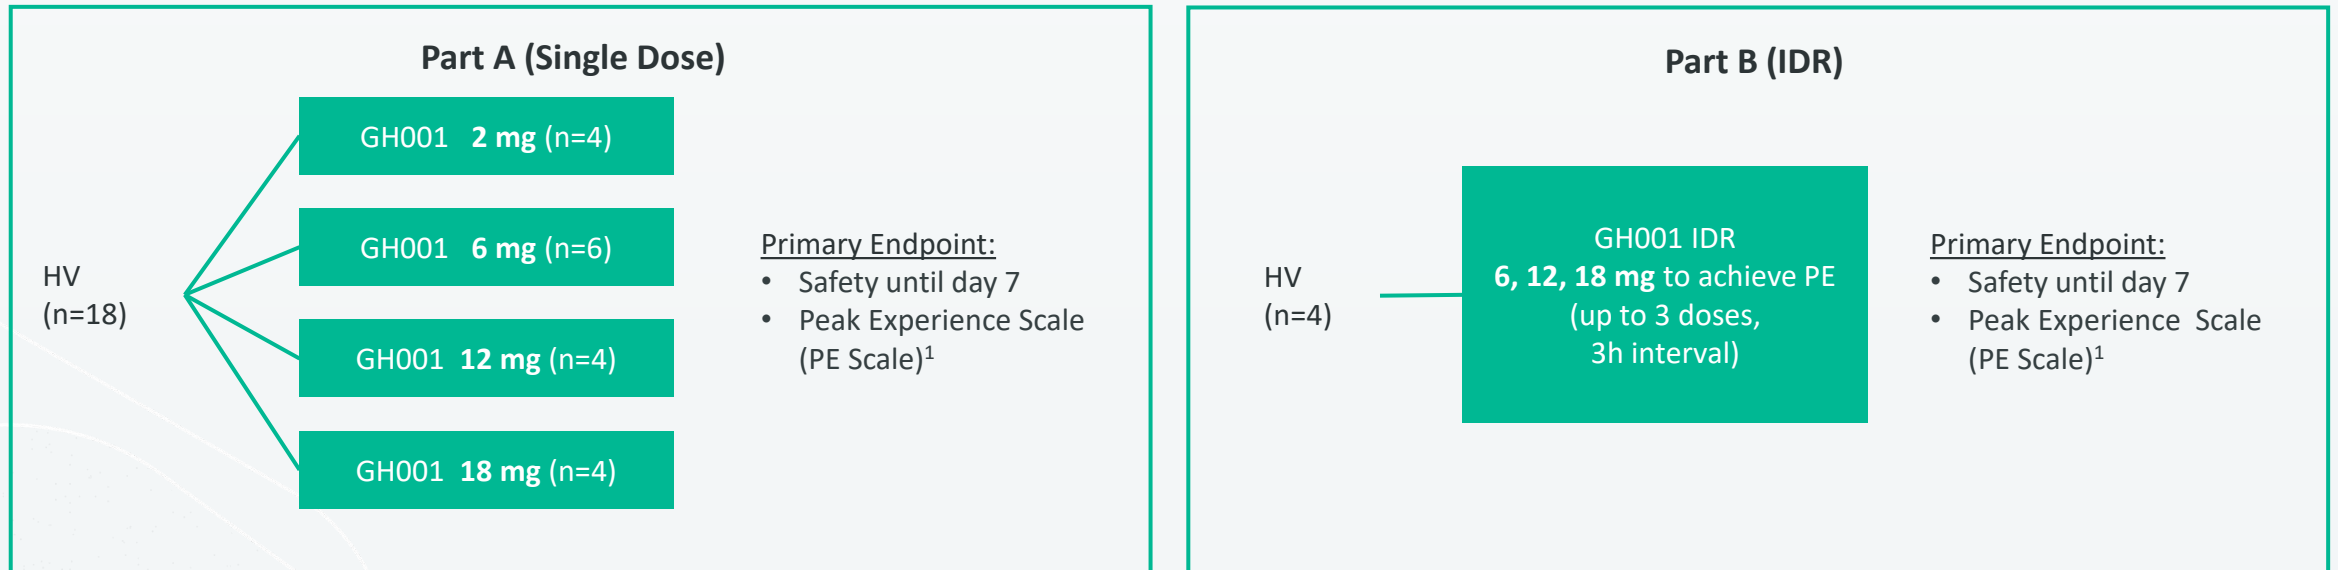 Part A (Single Dose)
HV
(n=18)
GH001 2 mg (n=4)
GH001 6 mg (n=6)
GH001 12 mg (n=4)
GH001 18 mg (n=4)
Primary Endpoint:
• Safety until day 7
• Peak Experience Scale
(PE Scale)1
Part B (IDR)
HV
(n=4)
GH001 IDR
6, 12, 18 mg to achieve PE
(up to 3 doses,
3h interval)
Primary Endpoint:
• Safety until day 7
• Peak Experience Scale
(PE Scale)1